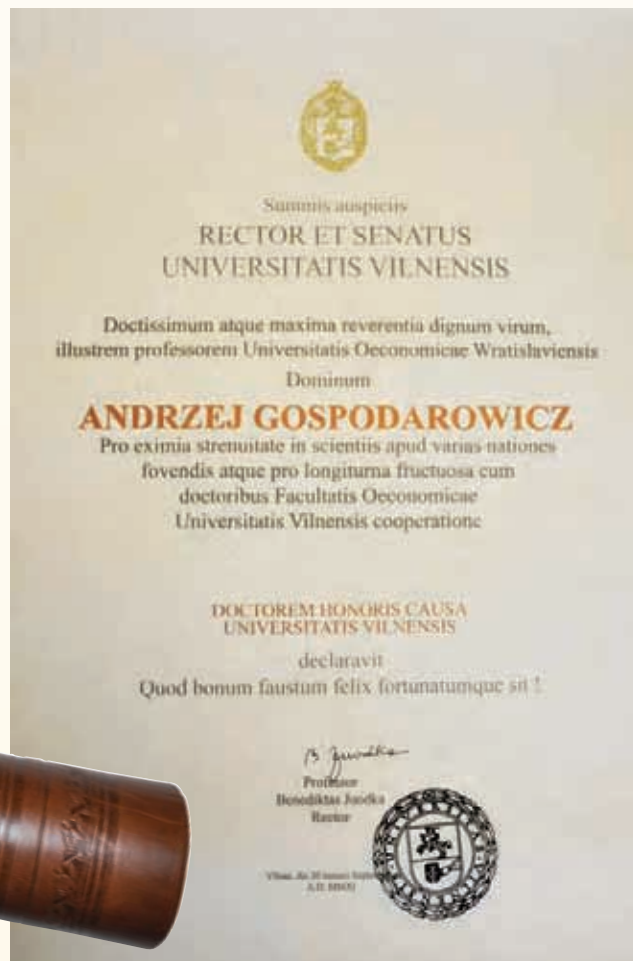 Summis auspiciis
RECTOR ET SENATUS
UNIVERSITATIS VILNENSIS
Doctissimum atque maxima reverentia dignum virum,
illustrem professorem Universitatis Oeconomicae Wratislaviensis
Dominum
ANDRZEJ GOSPODAROWICZ
Pro eximia strenuitate in scientiis apud varias nationes
fovendis atque pro longiturna fructuosa cum
doctoribus Facultatis Oeconomicae
Universitatis Vilnensis cooperatione
DOCTOREM HONORIS CAUSA
UNIVERSITATIS VILNENSIS
declaravit
Quod bonum faustum felix fortunatumque sit !
Professor
Benediktas Juodka
Rector